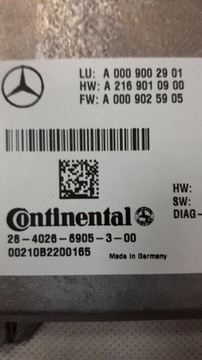 LU: A 000 900 29 01
HW: A 216 901 09 00
FW: A 000 902 59 05
HW:
SW:
DIAG-
Continental
28-4026-6905-3-00
00210B2200165
Made in Germany